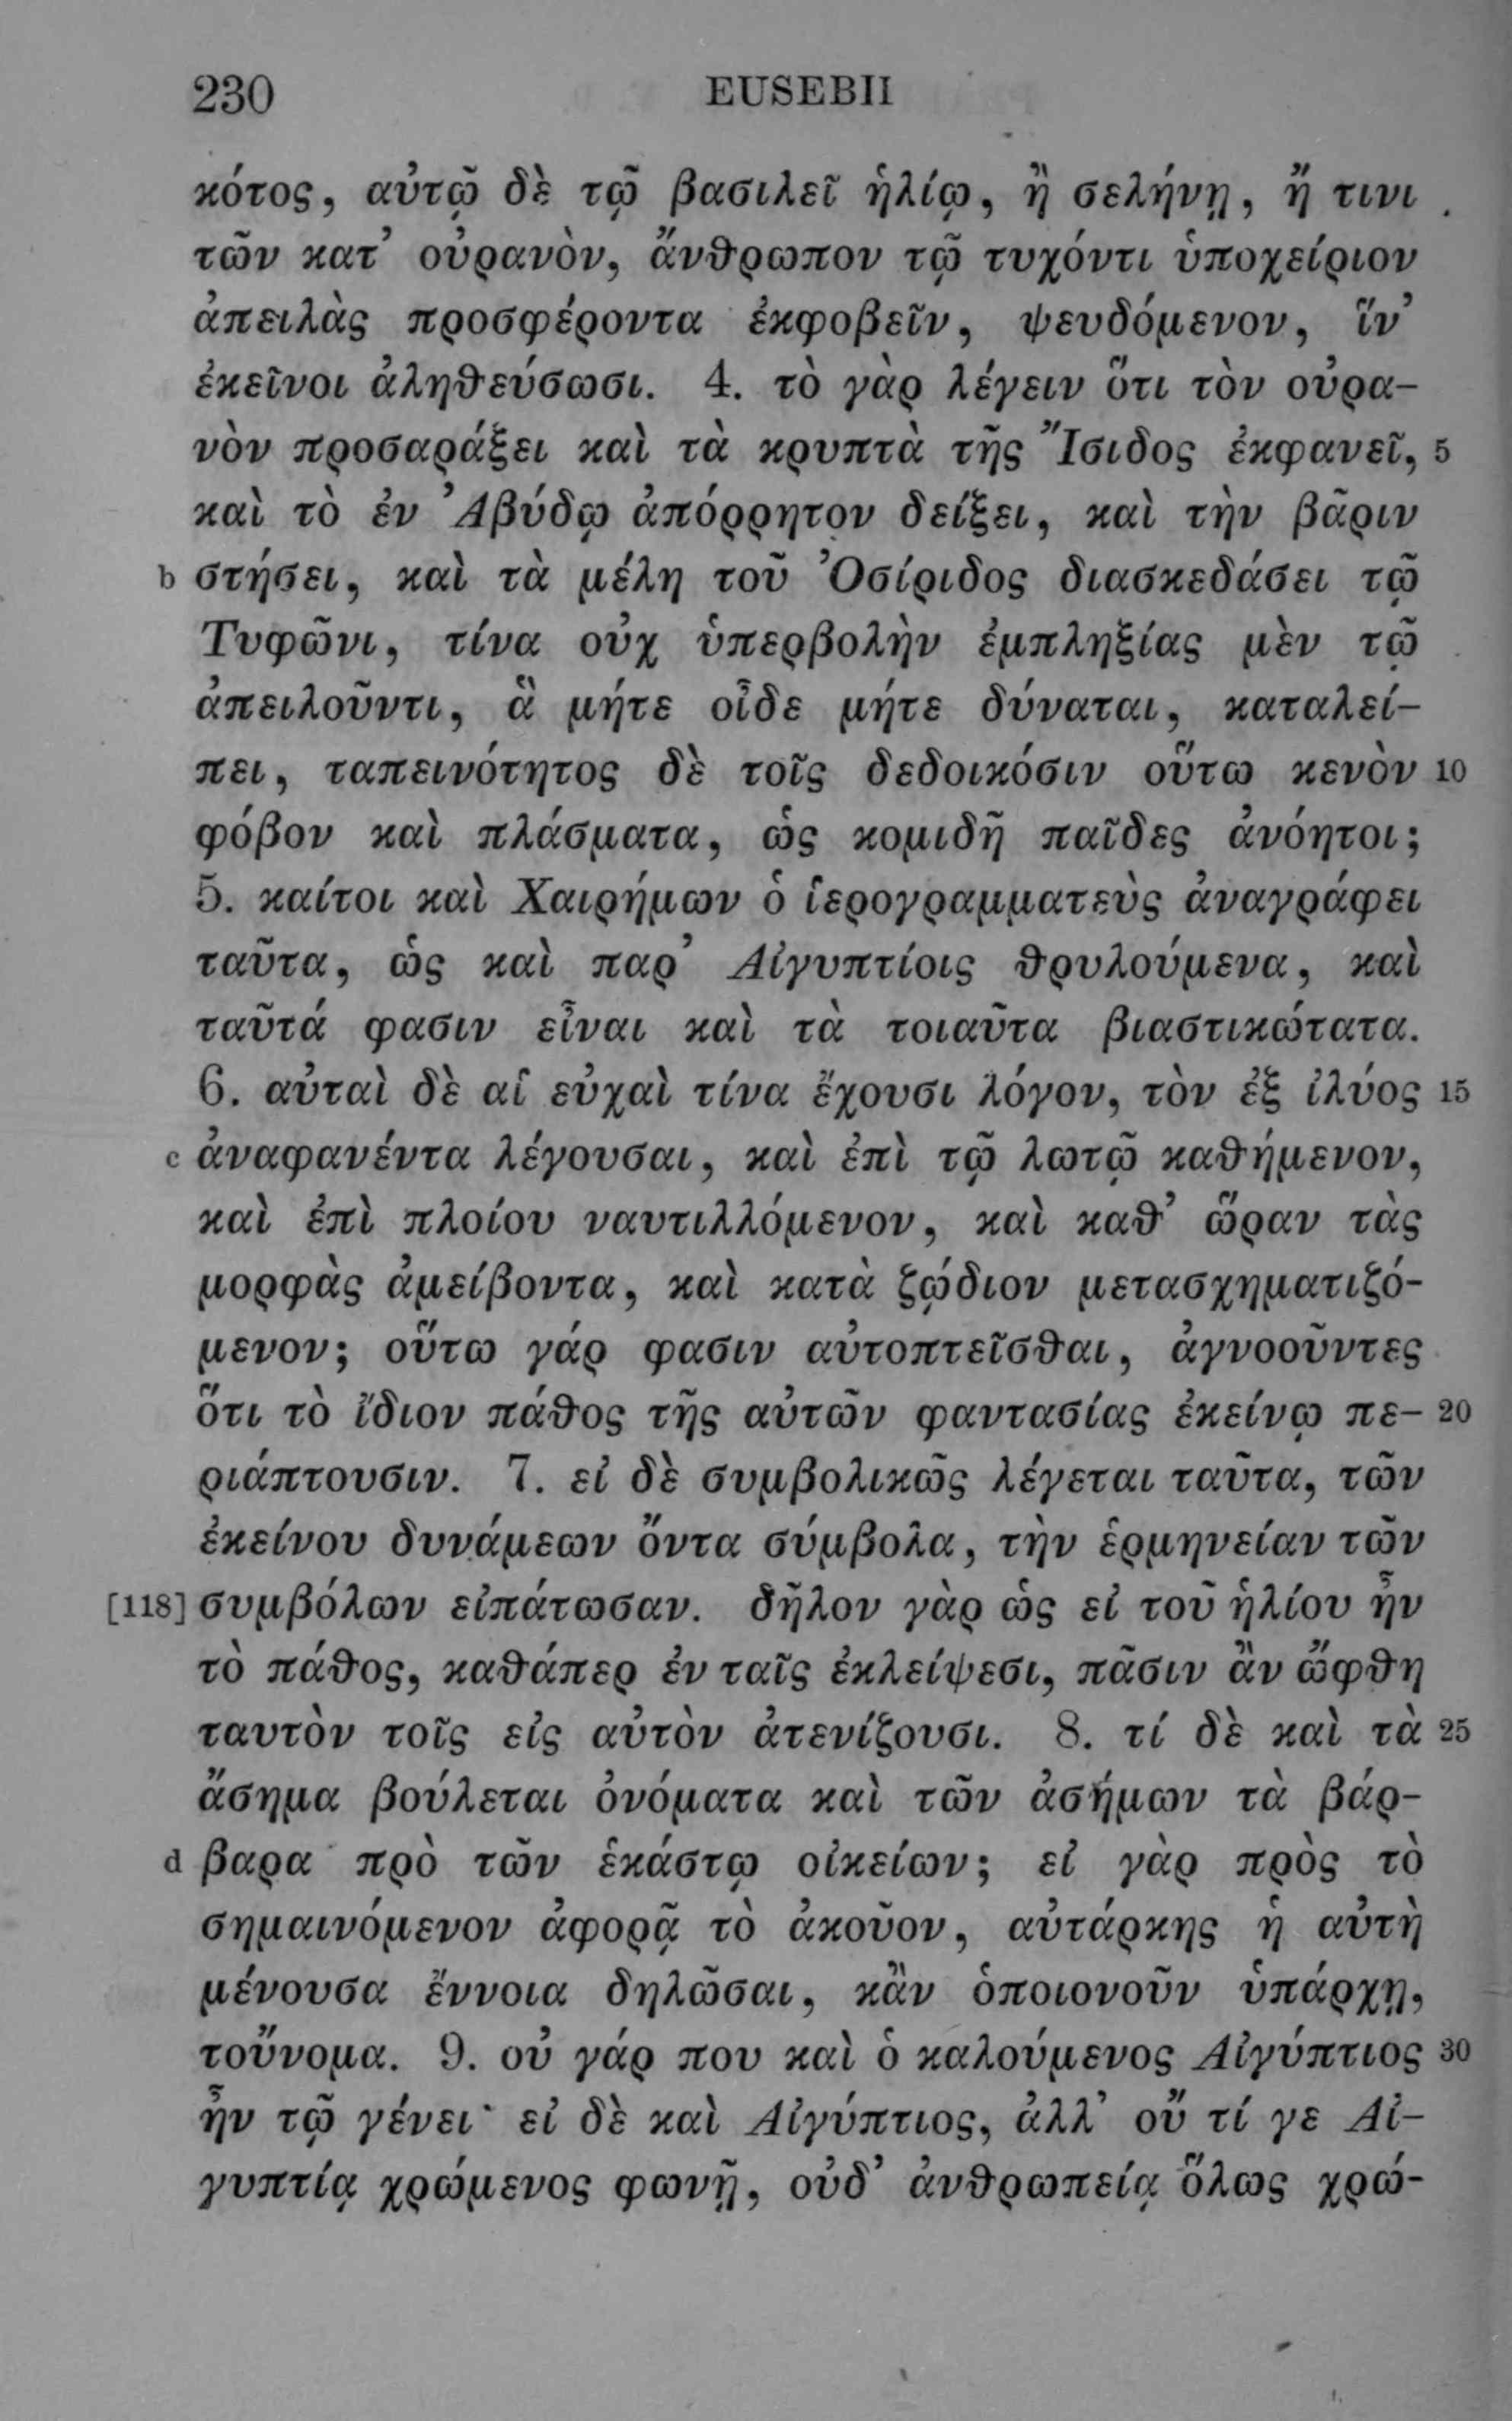 230 EUSEBII
κότος, αὐτῷ δὲ τῷ βασιλεῖ ἡλίῳ, ἢ σελήνῃ, ἤ τινι
τῶν κατ’ οὐρανὸν, ἄνθρωπον τῷ τυχόντι ὑποχείριον
ἀπειλὰς προσφέροντα ἐκφοβεῖν, ψευδόμενον, ἵν’
ἐκεῖνοι ἀληθεύσωσι. 4. τὸ γὰρ λέγειν ὅτι τὸν οὐρα-
νὸν προσαράξει καὶ τὰ κρυπτὰ τῆς Ἴσιδος ἐκφανεῖ, 5
καὶ τὸ ἐν Ἀβύδῳ ἀπόρρητον δείξει, καὶ τὴν βᾶριν
b στήσει, καὶ τὰ μέλη τοῦ Ὀσίριδος διασκεδάσει τῷ
Τυφῶνι, τίνα οὐχ ὑπερβολὴν ἐμπληξίας μὲν τῷ
ἀπειλοῦντι, ἃ μήτε οἶδε μήτε δύναται, καταλεί-
πει, ταπεινότητος δὲ τοῖς δεδοικόσιν οὕτω κενὸν 10
φόβον καὶ πλάσματα, ὡς κομιδῆ παῖδες ἀνόητοι;
5. καίτοι καὶ Χαιρήμων ὁ ἱερογραμματεὺς ἀναγράφει
ταῦτα, ὡς καὶ παρ’ Αἰγυπτίοις θρυλούμενα, καὶ
ταῦτά φασιν εἶναι καὶ τὰ τοιαῦτα βιαστικώτατα.
6. αὐταὶ δὲ αἱ εὐχαὶ τίνα ἔχουσι λόγον, τὸν ἐξ ἰλύος 15
c ἀναφανέντα λέγουσαι, καὶ ἐπὶ τῷ λωτῷ καθήμενον,
καὶ ἐπὶ πλοίου ναυτιλλόμενον, καὶ καθ’ ὥραν τὰς
μορφὰς ἀμείβοντα, καὶ κατὰ ζῴδιον μετασχηματιζό-
μενον; οὕτω γάρ φασιν αὐτοπτεῖσθαι, ἀγνοοῦντες
ὅτι τὸ ἴδιον πάθος τῆς αὐτῶν φαντασίας ἐκείνῳ πε- 20
ριάπτουσιν. 7. εἰ δὲ συμβολικῶς λέγεται ταῦτα, τῶν
ἐκείνου δυνάμεων ὄντα σύμβολα, τὴν ἑρμηνείαν τῶν
[118] συμβόλων εἰπάτωσαν. δῆλον γὰρ ὡς εἰ τοῦ ἡλίου ἦν
τὸ πάθος, καθάπερ ἐν ταῖς ἐκλείψεσι, πᾶσιν ἂν ὤφθη
ταυτὸν τοῖς εἰς αὐτὸν ἀτενίζουσι. 8. τί δὲ καὶ τὰ 25
ἄσημα βούλεται ὀνόματα καὶ τῶν ἀσήμων τὰ βάρ-
d βαρα πρὸ τῶν ἑκάστῳ οἰκείων; εἰ γὰρ πρὸς τὸ
σημαινόμενον ἀφορᾷ τὸ ἀκοῦον, αὐτάρκης ἡ αὐτὴ
μένουσα ἔννοια δηλῶσαι, κἂν ὁποιονοῦν ὑπάρχῃ,
τοὔνομα. 9. οὐ γάρ που καὶ ὁ καλούμενος Αἰγύπτιος 30
ἦν τῷ γένει· εἰ δὲ καὶ Αἰγύπτιος, ἀλλ’ οὔ τί γε Αἰ-
γυπτίᾳ χρώμενος φωνῇ, οὐδ’ ἀνθρωπείᾳ ὅλως χρώ-